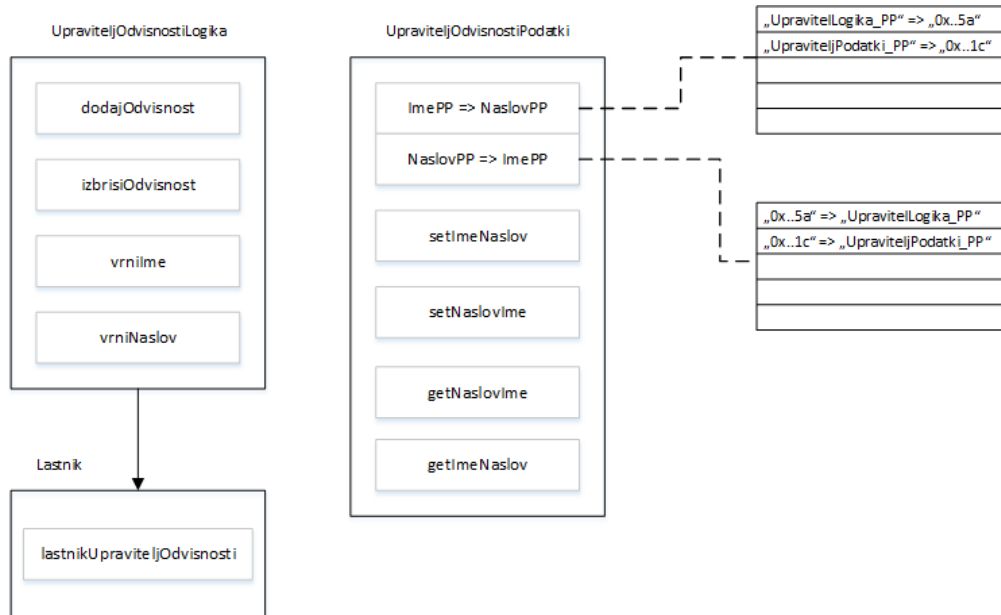 UpraviteljOdvisnostiLogika
dodajOdvisnost
izbrisiOdvisnost
vrniIme
vrniNaslov
Lastnik
lastnikUpraviteljOdvisnosti
UpraviteljOdvisnostiPodatki
ImePP => NaslovPP
NaslovPP => ImePP
setImeNaslov
setNaslovIme
getNaslovIme
getImeNaslov
„UpravitelLogika_PP“ => „0x..5a“
„UpraviteljPodatki_PP“ => „0x..1c“
„0x..5a“ => „UpravitelLogika_PP“
„0x..1c“ => „UpraviteljPodatki_PP“